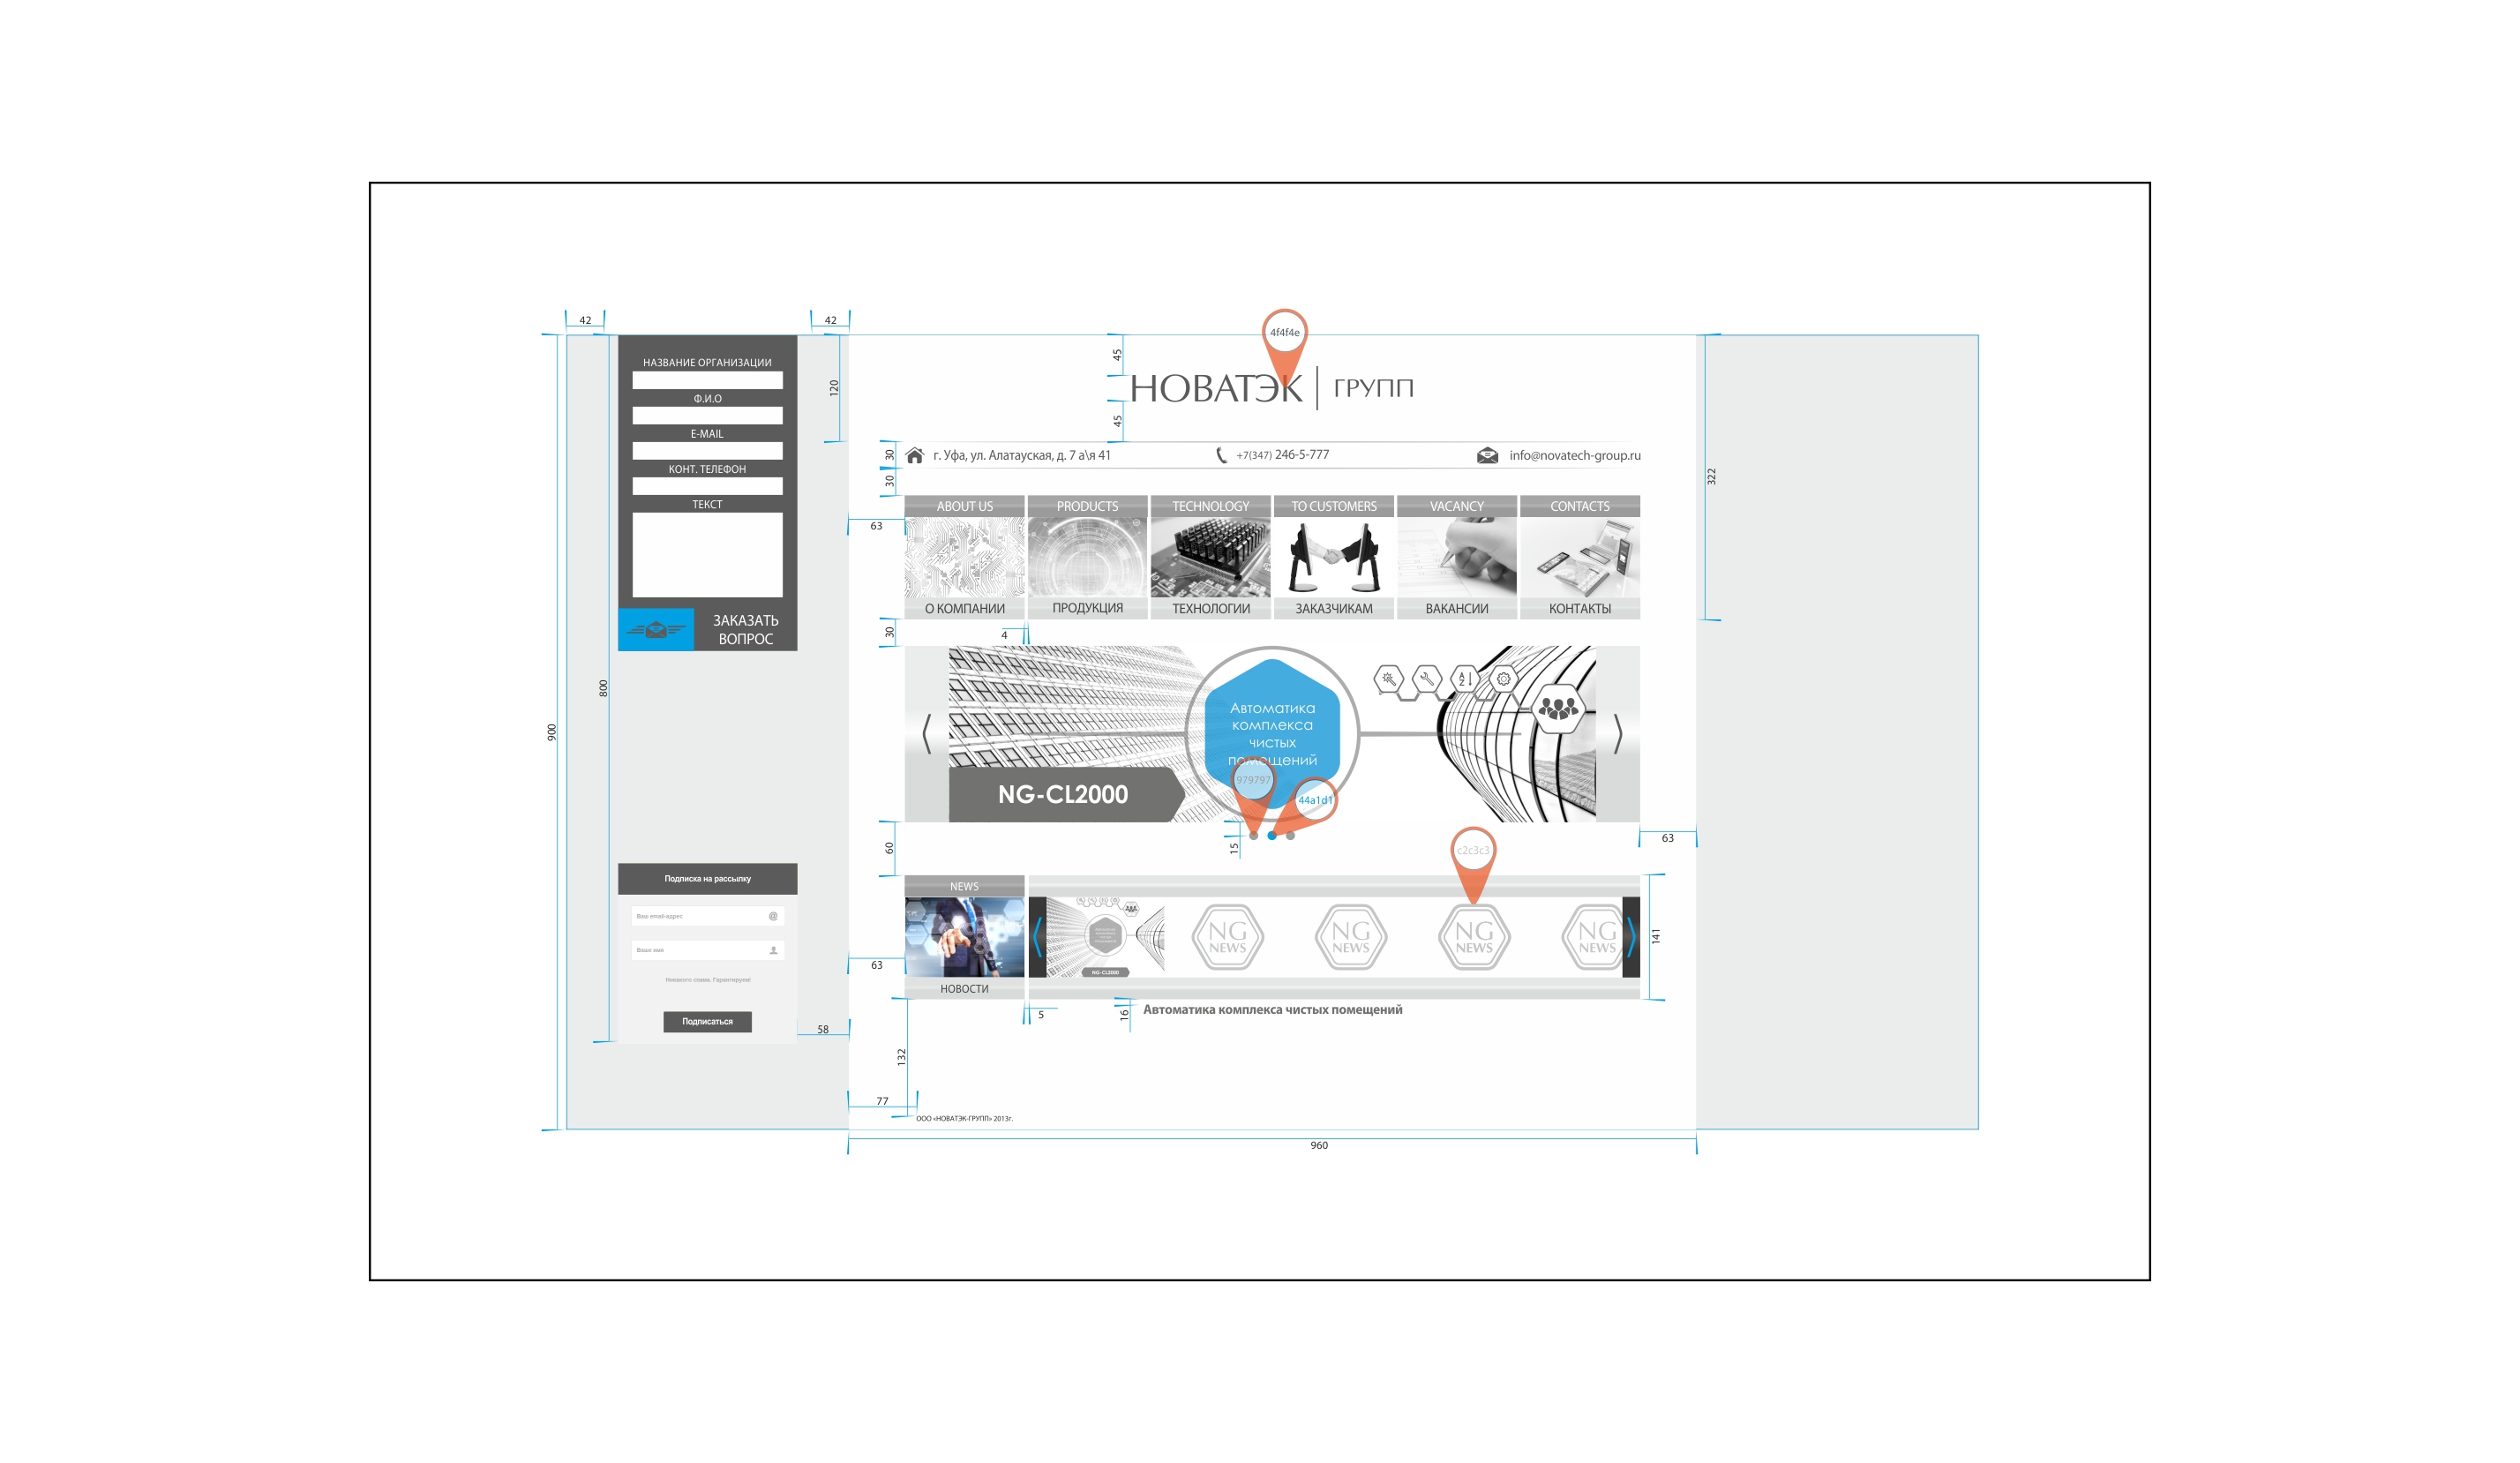 42
42
4f4f4e
НАЗВАНИЕ ОРГАНИЗАЦИИ
Ф.И.О
E-MAIL
КОНТ. ТЕЛЕФОН
ТЕКСТ
ЗАКАЗАТЬ
ВОПРОС
800
900
120
45
45
НОВАТЭК | ГРУПП
30
г. Уфа, ул. Алатауская, д. 7 а\я 41
+7(347) 246-5-777
info@novatech-group.ru
30
322
63
ABOUT US
PRODUCTS
TECHNOLOGY
TO CUSTOMERS
VACANCY
CONTACTS
О КОМПАНИИ
ПРОДУКЦИЯ
ТЕХНОЛОГИИ
ЗАКАЗЧИКАМ
ВАКАНСИИ
КОНТАКТЫ
30
4
Автоматика
комплекса
чистых
помещений
A
Z
NG-CL2000
979797
44a1d1
15
60
63
c2c3c3
Подписка на рассылку
Ваш email-адрес
@
Ваше имя
Никакого спама. Гарантируем!
Подписаться
58
NEWS
НОВОСТИ
NG-CL2000
NG
NEWS
NG
NEWS
NG
NEWS
NG
NEWS
141
63
5
16
Автоматика комплекса чистых помещений
132
77
ООО «НОВАТЭК-ГРУПП» 2013г.
960